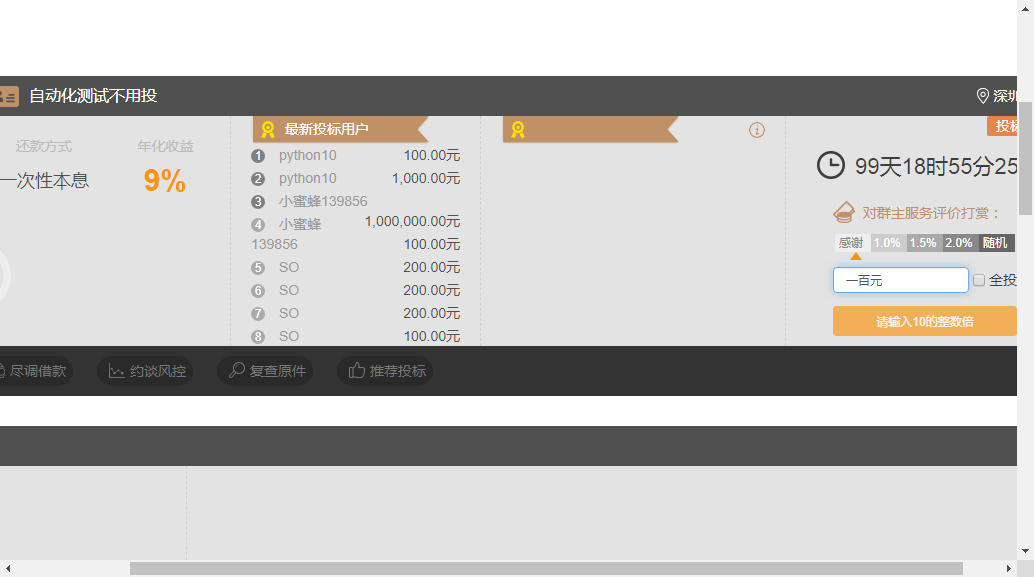 自动化测试不用投
深圳
还款方式
年化收益
一次性本息
9%
最新投标用户
1 python10 100.00元
2 python10 1,000.00元
3 小蜜蜂139856
4 小蜜蜂 1,000,000.00元
139856 100.00元
5 SO 200.00元
6 SO 200.00元
7 SO 200.00元
8 SO 100.00元
投标
99天18时55分25
对群主服务评价打赏：
感谢 1.0% 1.5% 2.0% 随机
一百元 全投
请输入10的整数倍
尽调借款 约谈风控 复查原件 推荐投标